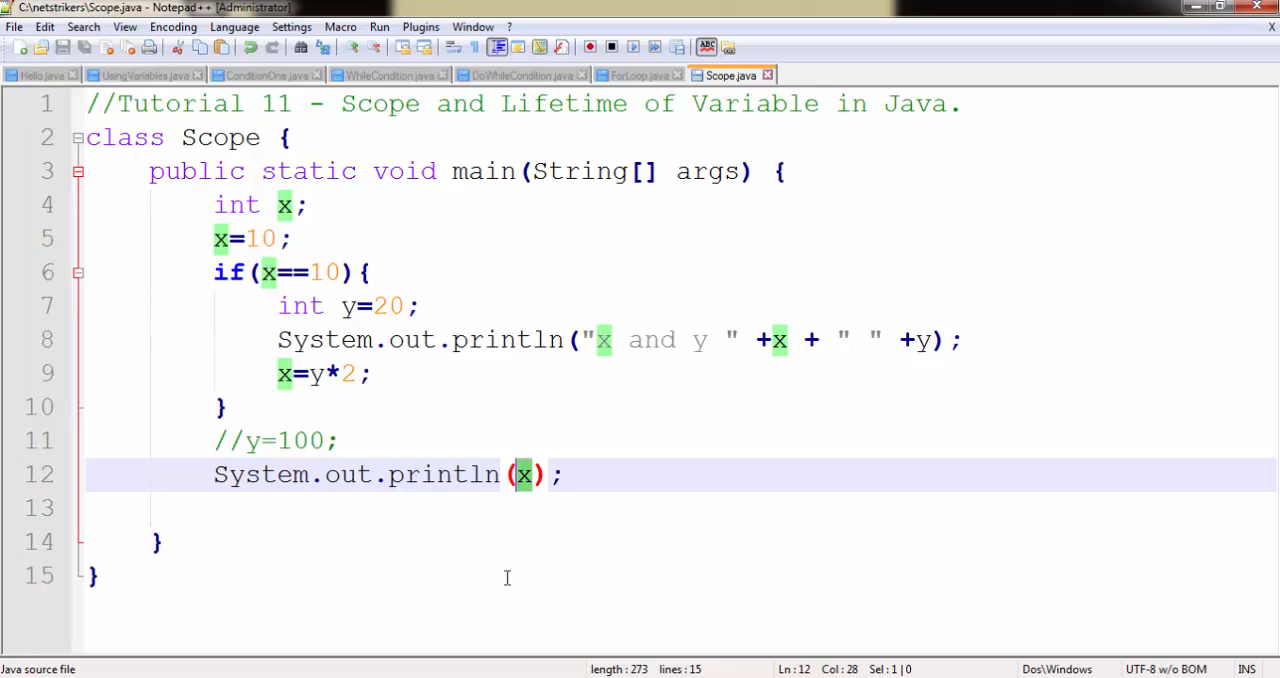 C:\netstrikers\Scope.java - Notepad++ [Administrator]
File Edit Search View Encoding Language Settings Macro Run Plugins Window ? X
ABC
Hello.java UsingVariables.java ConditionOne.java WhileCondition.java DoWhileCondition.java ForLoop.java Scope.java
1 //Tutorial 11 - Scope and Lifetime of Variable in Java.
2 class Scope {
3 public static void main(String[] args) {
4 int x;
5 x=10;
6 if(x==10){
7 int y=20;
8 System.out.println("x and y " +x + " " +y);
9 x=y*2;
10 }
11 //y=100;
12 System.out.println(x);
13
14 }
15 }
Java source file length : 273 lines : 15 Ln : 12 Col : 28 Sel : 1 | 0 Dos\Windows UTF-8 w/o BOM INS